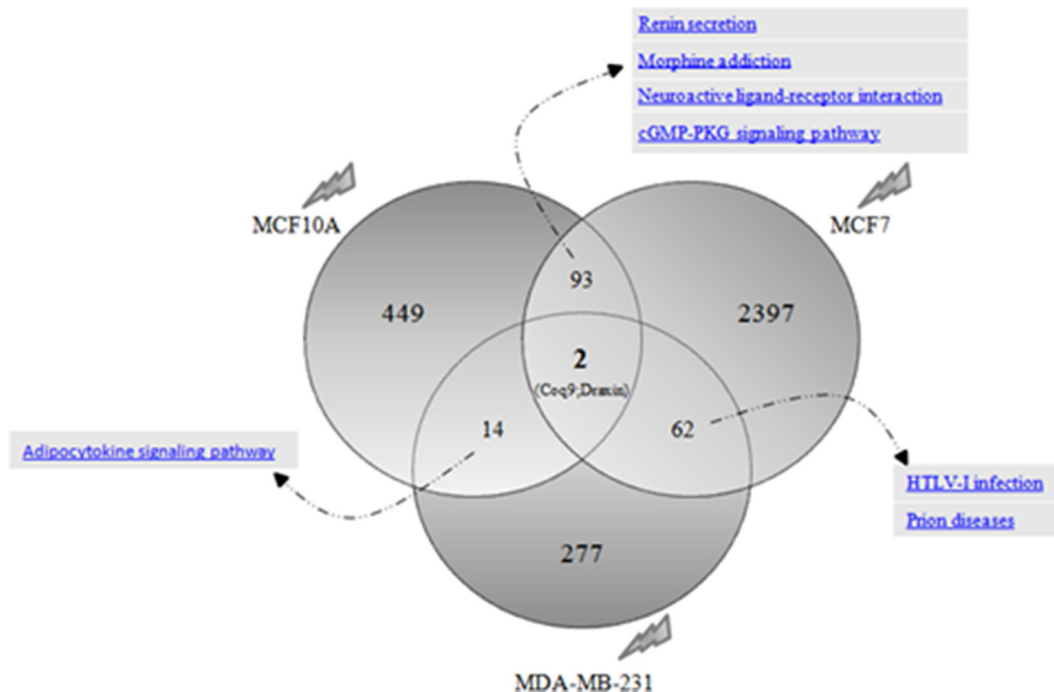 Renin secretion
Morphine addiction
Neuroactive ligand-receptor interaction
cGMP-PKG signaling pathway
MCF10A
MCF7
93
449
2397
2
(Coq9;Draxin)
14
62
Adipocytokine signaling pathway
HTLV-I infection
Prion diseases
277
MDA-MB-231